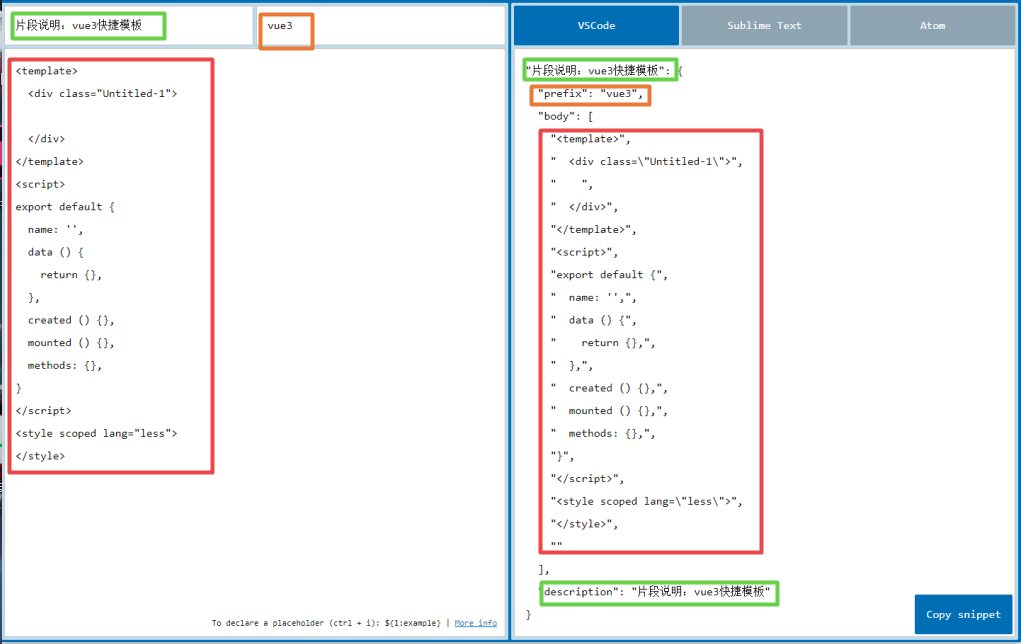 片段说明：vue3快捷模板
vue3
<template>
  <div class="Untitled-1">

  </div>
</template>
<script>
export default {
  name: '',
  data () {
    return {},
  },
  created () {},
  mounted () {},
  methods: {},
}
</script>
<style scoped lang="less">
</style>
To declare a placeholder (ctrl + i): ${1:example} | More info
VSCode
Sublime Text
Atom
"片段说明：vue3快捷模板": {
  "prefix": "vue3",
  "body": [
    "<template>",
    "  <div class=\"Untitled-1\">",
    "    ",
    "  </div>",
    "</template>",
    "<script>",
    "export default {",
    "  name: '',",
    "  data () {",
    "    return {},",
    "  },",
    "  created () {},",
    "  mounted () {},",
    "  methods: {},",
    "}",
    "</script>",
    "<style scoped lang=\"less\">",
    "</style>",
    ""
  ],
  "description": "片段说明：vue3快捷模板"
}
Copy snippet